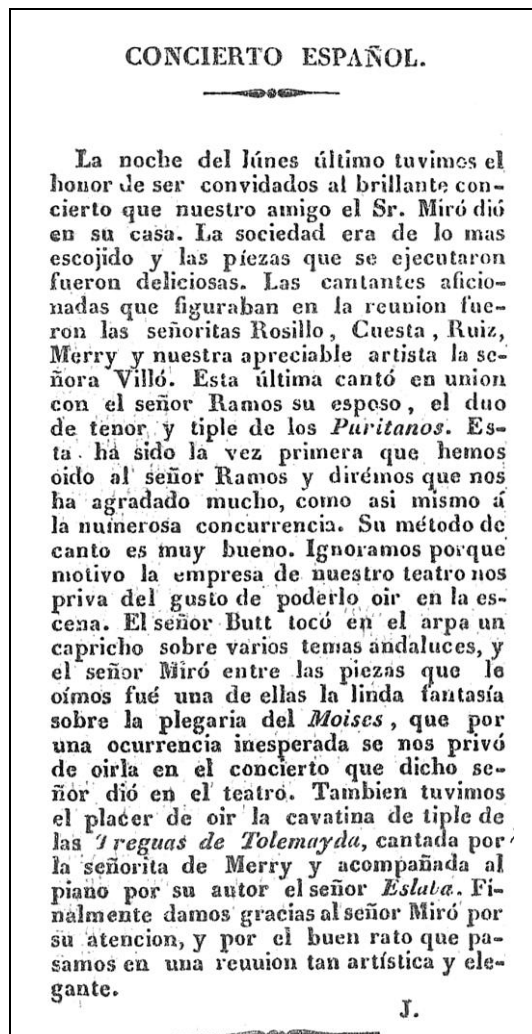 CONCIERTO ESPAÑOL.
La noche del lúnes último tuvimos el
honor de ser convidados al brillante con-
cierto que nuestro amigo el Sr. Miró dió
en su casa. La sociedad era de lo mas
escojido y las piezas que se ejecutaron
fueron deliciosas. Las cantantes aficio-
nadas que figuraban en la reunion fue-
ron las señoritas Rosillo, Cuesta, Ruiz,
Merry y nuestra apreciable artista la se-
ñora Villó. Esta última cantó en union
con el señor Ramos su esposo, el duo
de tenor y tiple de los Puritanos. Es-
ta ha sido la vez primera que hemos
oido al señor Ramos y dirémos que nos
ha agradado mucho, como asi mismo á
la numerosa concurrencia. Su método de
canto es muy bueno. Ignoramos porque
motivo la empresa de nuestro teatro nos
priva del gusto de poderlo oir en la es-
cena. El señor Butt tocó en el arpa un
capricho sobre varios temas andaluces, y
el señor Miró entre las piezas que le
oímos fué una de ellas la linda fantasía
sobre la plegaria del Moises, que por
una ocurrencia inesperada se nos privó
de oirla en el concierto que dicho se-
ñor dió en el teatro. Tambien tuvimos
el placer de oir la cavatina de tiple de
las Treguas de Tolemayda, cantada por
la señorita de Merry y acompañada al
piano por su autor el señor Eslaba. Fi-
nalmente damos gracias al señor Miró por
su atencion, y por el buen rato que pa-
samos en una reunion tan artística y ele-
gante.
J.